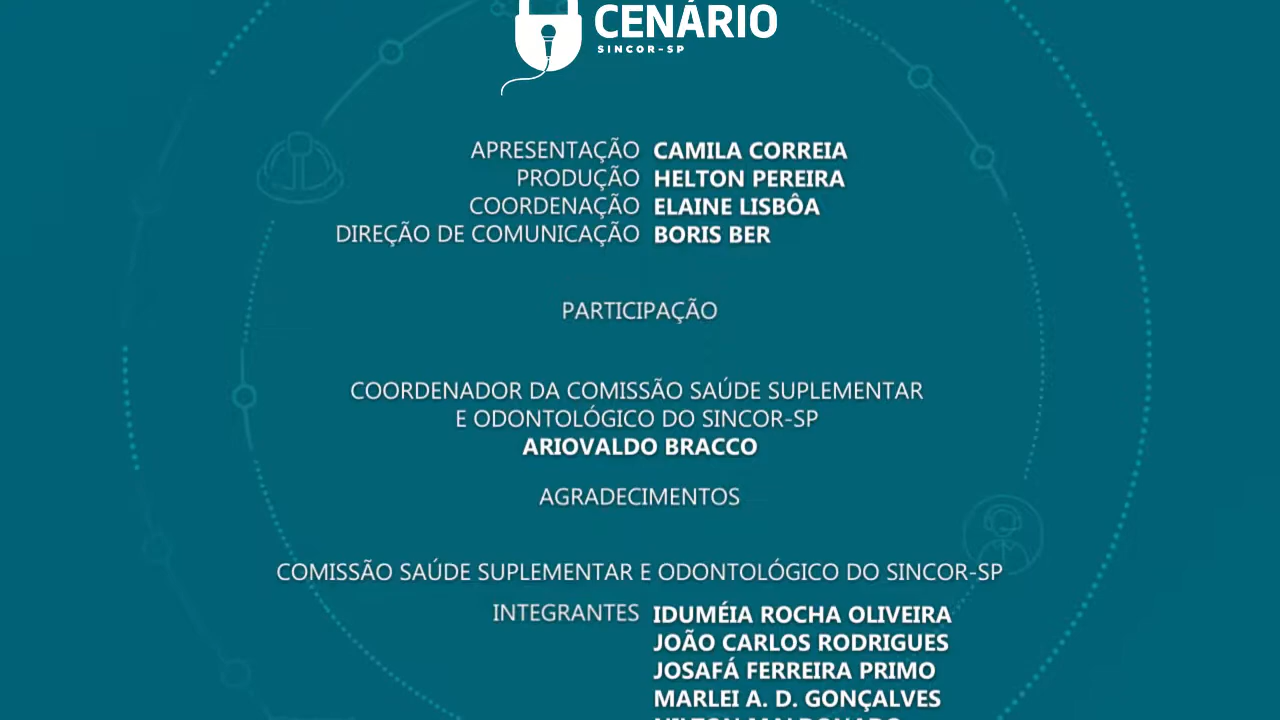 CENÁRIO
SINCOR-SP
APRESENTAÇÃO CAMILA CORREIA
PRODUÇÃO HELTON PEREIRA
COORDENAÇÃO ELAINE LISBÔA
DIREÇÃO DE COMUNICAÇÃO BORIS BER
PARTICIPAÇÃO
COORDENADOR DA COMISSÃO SAÚDE SUPLEMENTAR
E ODONTOLÓGICO DO SINCOR-SP
ARIOVALDO BRACCO
AGRADECIMENTOS
COMISSÃO SAÚDE SUPLEMENTAR E ODONTOLÓGICO DO SINCOR-SP
INTEGRANTES IDUMÉIA ROCHA OLIVEIRA
JOÃO CARLOS RODRIGUES
JOSAFÁ FERREIRA PRIMO
MARLEI A. D. GONÇALVES